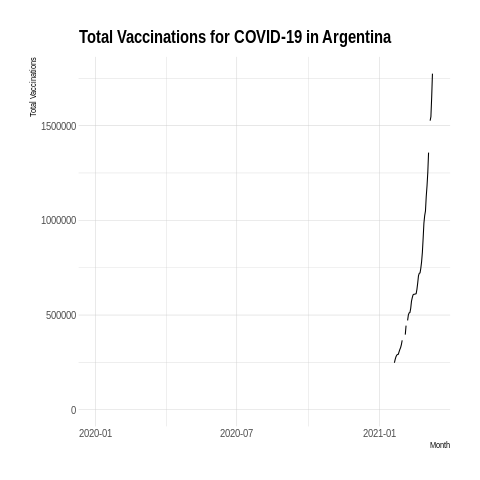 Total Vaccinations for COVID-19 in Argentina
Total Vaccinations
1500000
1000000
500000
0
2020-01 2020-07 2021-01
Month